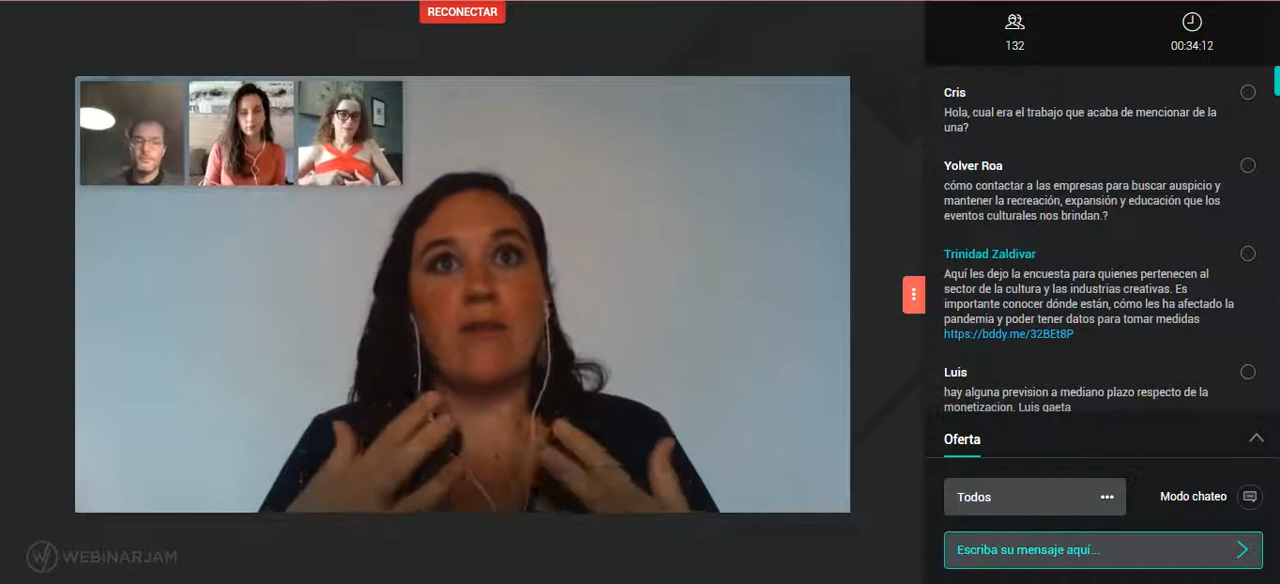 RECONECTAR
132
00:34:12
Cris
Hola, cual era el trabajo que acaba de mencionar de la
una?
Yolver Roa
cómo contactar a las empresas para buscar auspicio y
mantener la recreación, expansión y educación que los
eventos culturales nos brindan.?
Trinidad Zaldivar
Aquí les dejo la encuesta para quienes pertenecen al
sector de la cultura y las industrias creativas. Es
importante conocer dónde están, cómo les ha afectado la
pandemia y poder tener datos para tomar medidas
https://bddy.me/32BEt8P
Luis
hay alguna prevision a mediano plazo respecto de la
monetizacion. Luis gaeta
Oferta
Todos
Modo chateo
Escriba su mensaje aquí...
WEBINARJAM